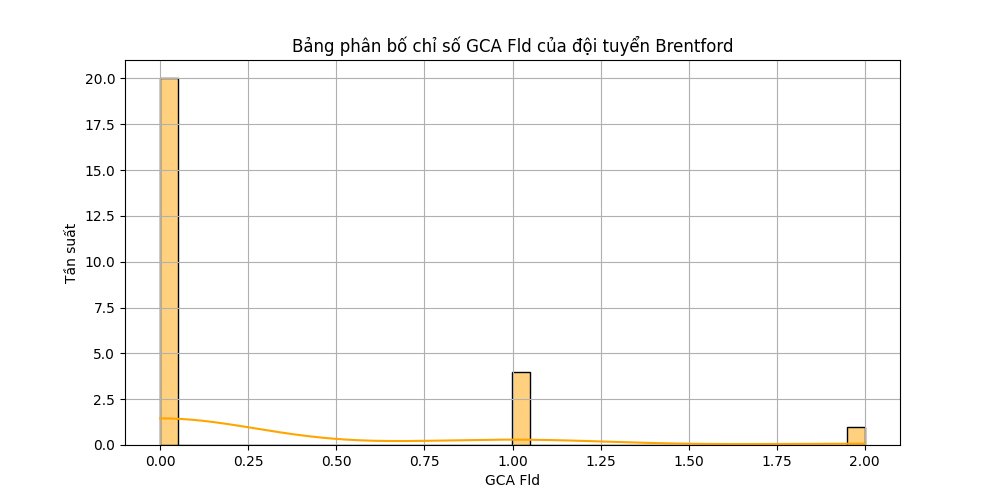 Bảng phân bố chỉ số GCA Fld của đội tuyển Brentford
Tần suất
20.0
17.5
15.0
12.5
10.0
7.5
5.0
2.5
0.0
0.00 0.25 0.50 0.75 1.00 1.25 1.50 1.75 2.00
GCA Fld